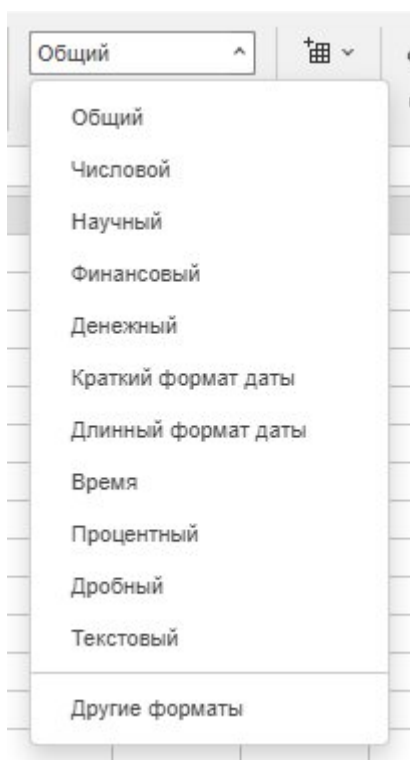 Общий
Общий
Числовой
Научный
Финансовый
Денежный
Краткий формат даты
Длинный формат даты
Время
Процентный
Дробный
Текстовый
Другие форматы